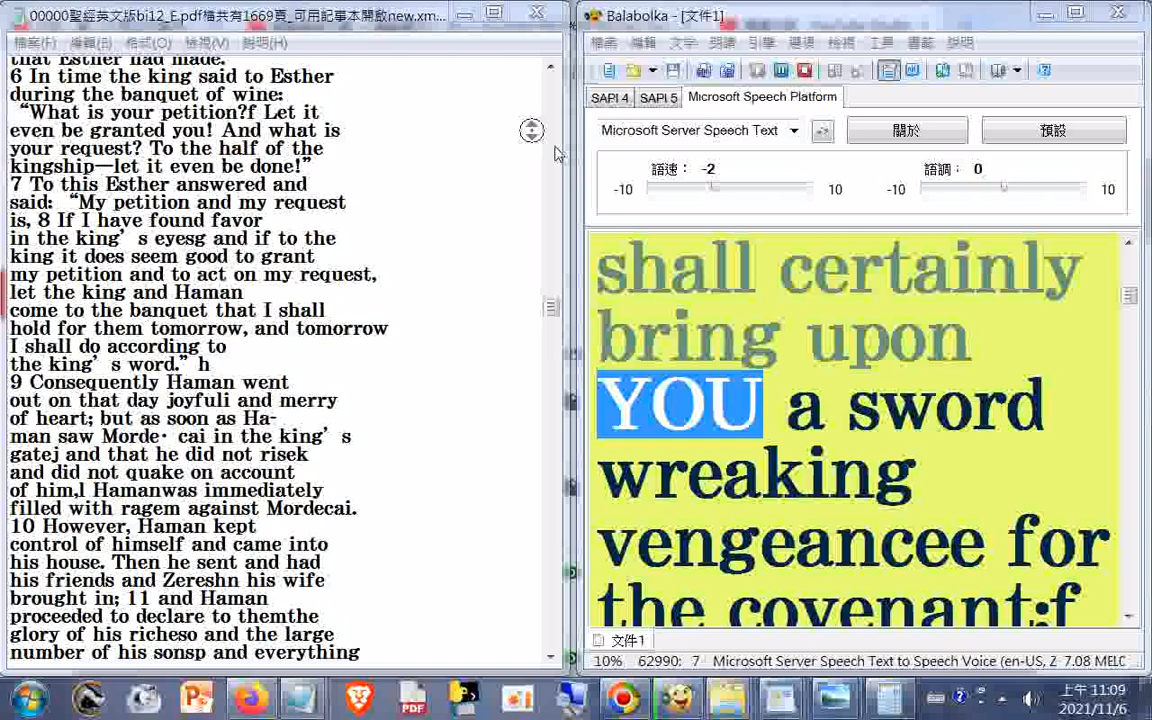 00000聖經英文版bi12_E.pdf檔共有1669頁_可用記事本開啟new.xm...
檔案(F) 編輯(E) 格式(O) 檢視(V) 說明(H)
that Esther had made.
6 In time the king said to Esther
during the banquet of wine:
“What is your petition?f Let it
even be granted you! And what is
your request? To the half of the
kingship—let it even be done!”
7 To this Esther answered and
said: “My petition and my request
is, 8 If I have found favor
in the king’s eyesg and if to the
king it does seem good to grant
my petition and to act on my request,
let the king and Haman
come to the banquet that I shall
hold for them tomorrow, and tomorrow
I shall do according to
the king’s word.” h
9 Consequently Haman went
out on that day joyfuli and merry
of heart; but as soon as Ha-
man saw Morde·cai in the king’s
gatej and that he did not risek
and did not quake on account
of him,l Hamanwas immediately
filled with ragem against Mordecai.
10 However, Haman kept
control of himself and came into
his house. Then he sent and had
his friends and Zereshn his wife
brought in; 11 and Haman
proceeded to declare to themthe
glory of his richeso and the large
number of his sonsp and everything
Balabolka - [文件1]
檔案 編輯 文字 朗讀 引擎 選項 檢視 工具 書籤 說明
SAPI 4 SAPI 5 Microsoft Speech Platform
Microsoft Server Speech Text 關於 預設
語速： -2 語調： 0
-10 10 -10 10
shall certainly
bring upon
YOU a sword
wreaking
vengeancee for
the covenant;f
文件1
10% 62990: 7 Microsoft Server Speech Text to Speech Voice (en-US, Z 7.08 MELC
PDF
上午 11:09
2021/11/6